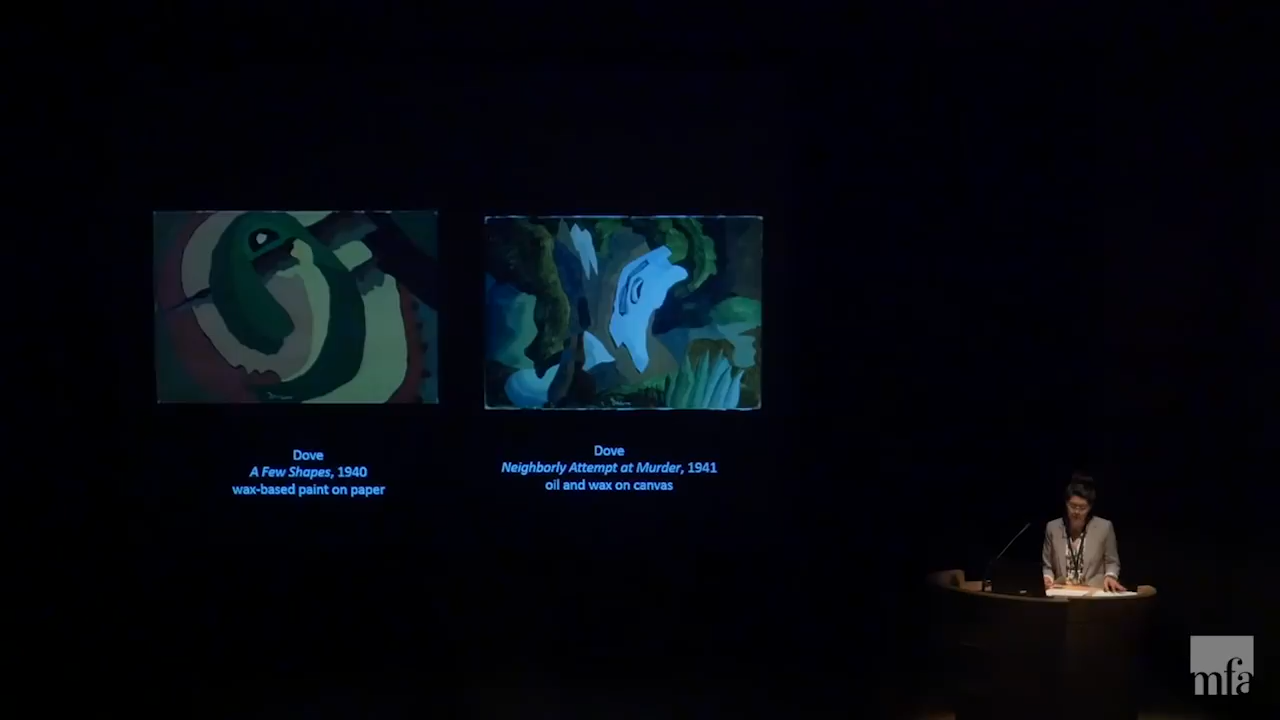 Dove
A Few Shapes, 1940
wax-based paint on paper
Dove
Neighborly Attempt at Murder, 1941
oil and wax on canvas
mfa